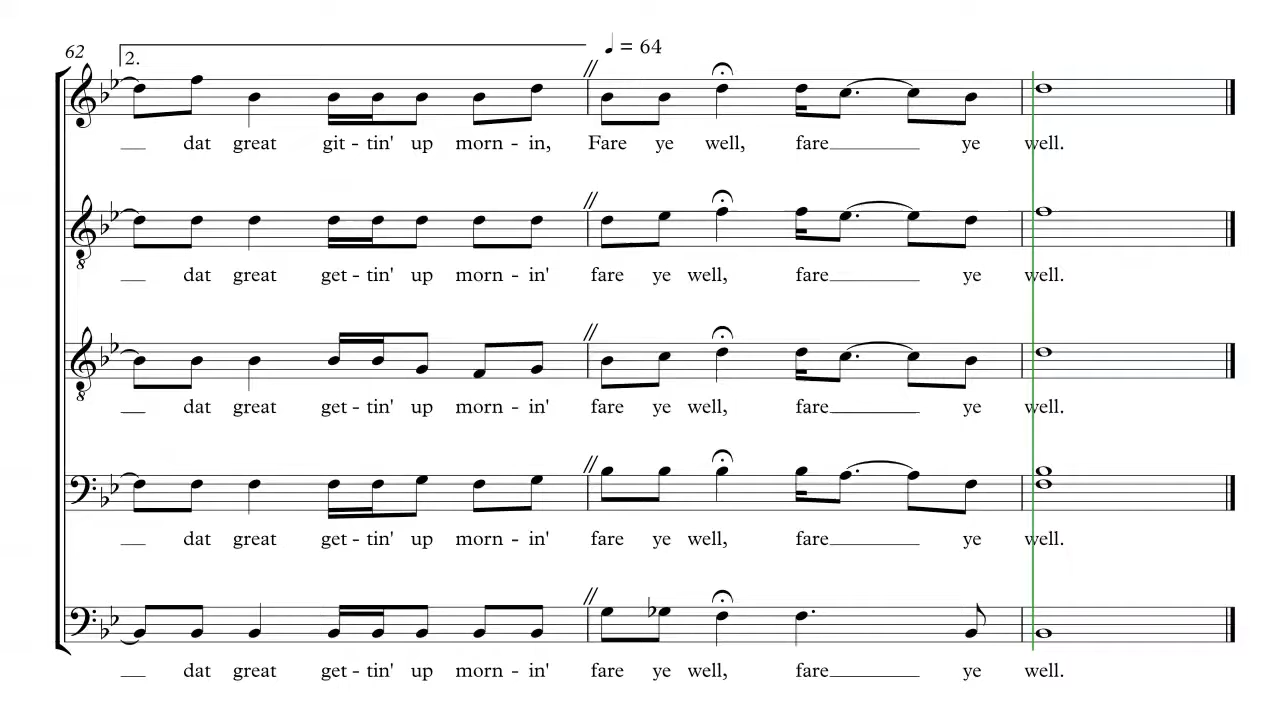 62
2.
♩ = 64
dat great git - tin' up morn - in, Fare ye well, fare ye well.
8
dat great get - tin' up morn - in' fare ye well, fare ye well.
8
dat great get - tin' up morn - in' fare ye well, fare ye well.
dat great get - tin' up morn - in' fare ye well, fare ye well.
dat great get - tin' up morn - in' fare ye well, fare ye well.